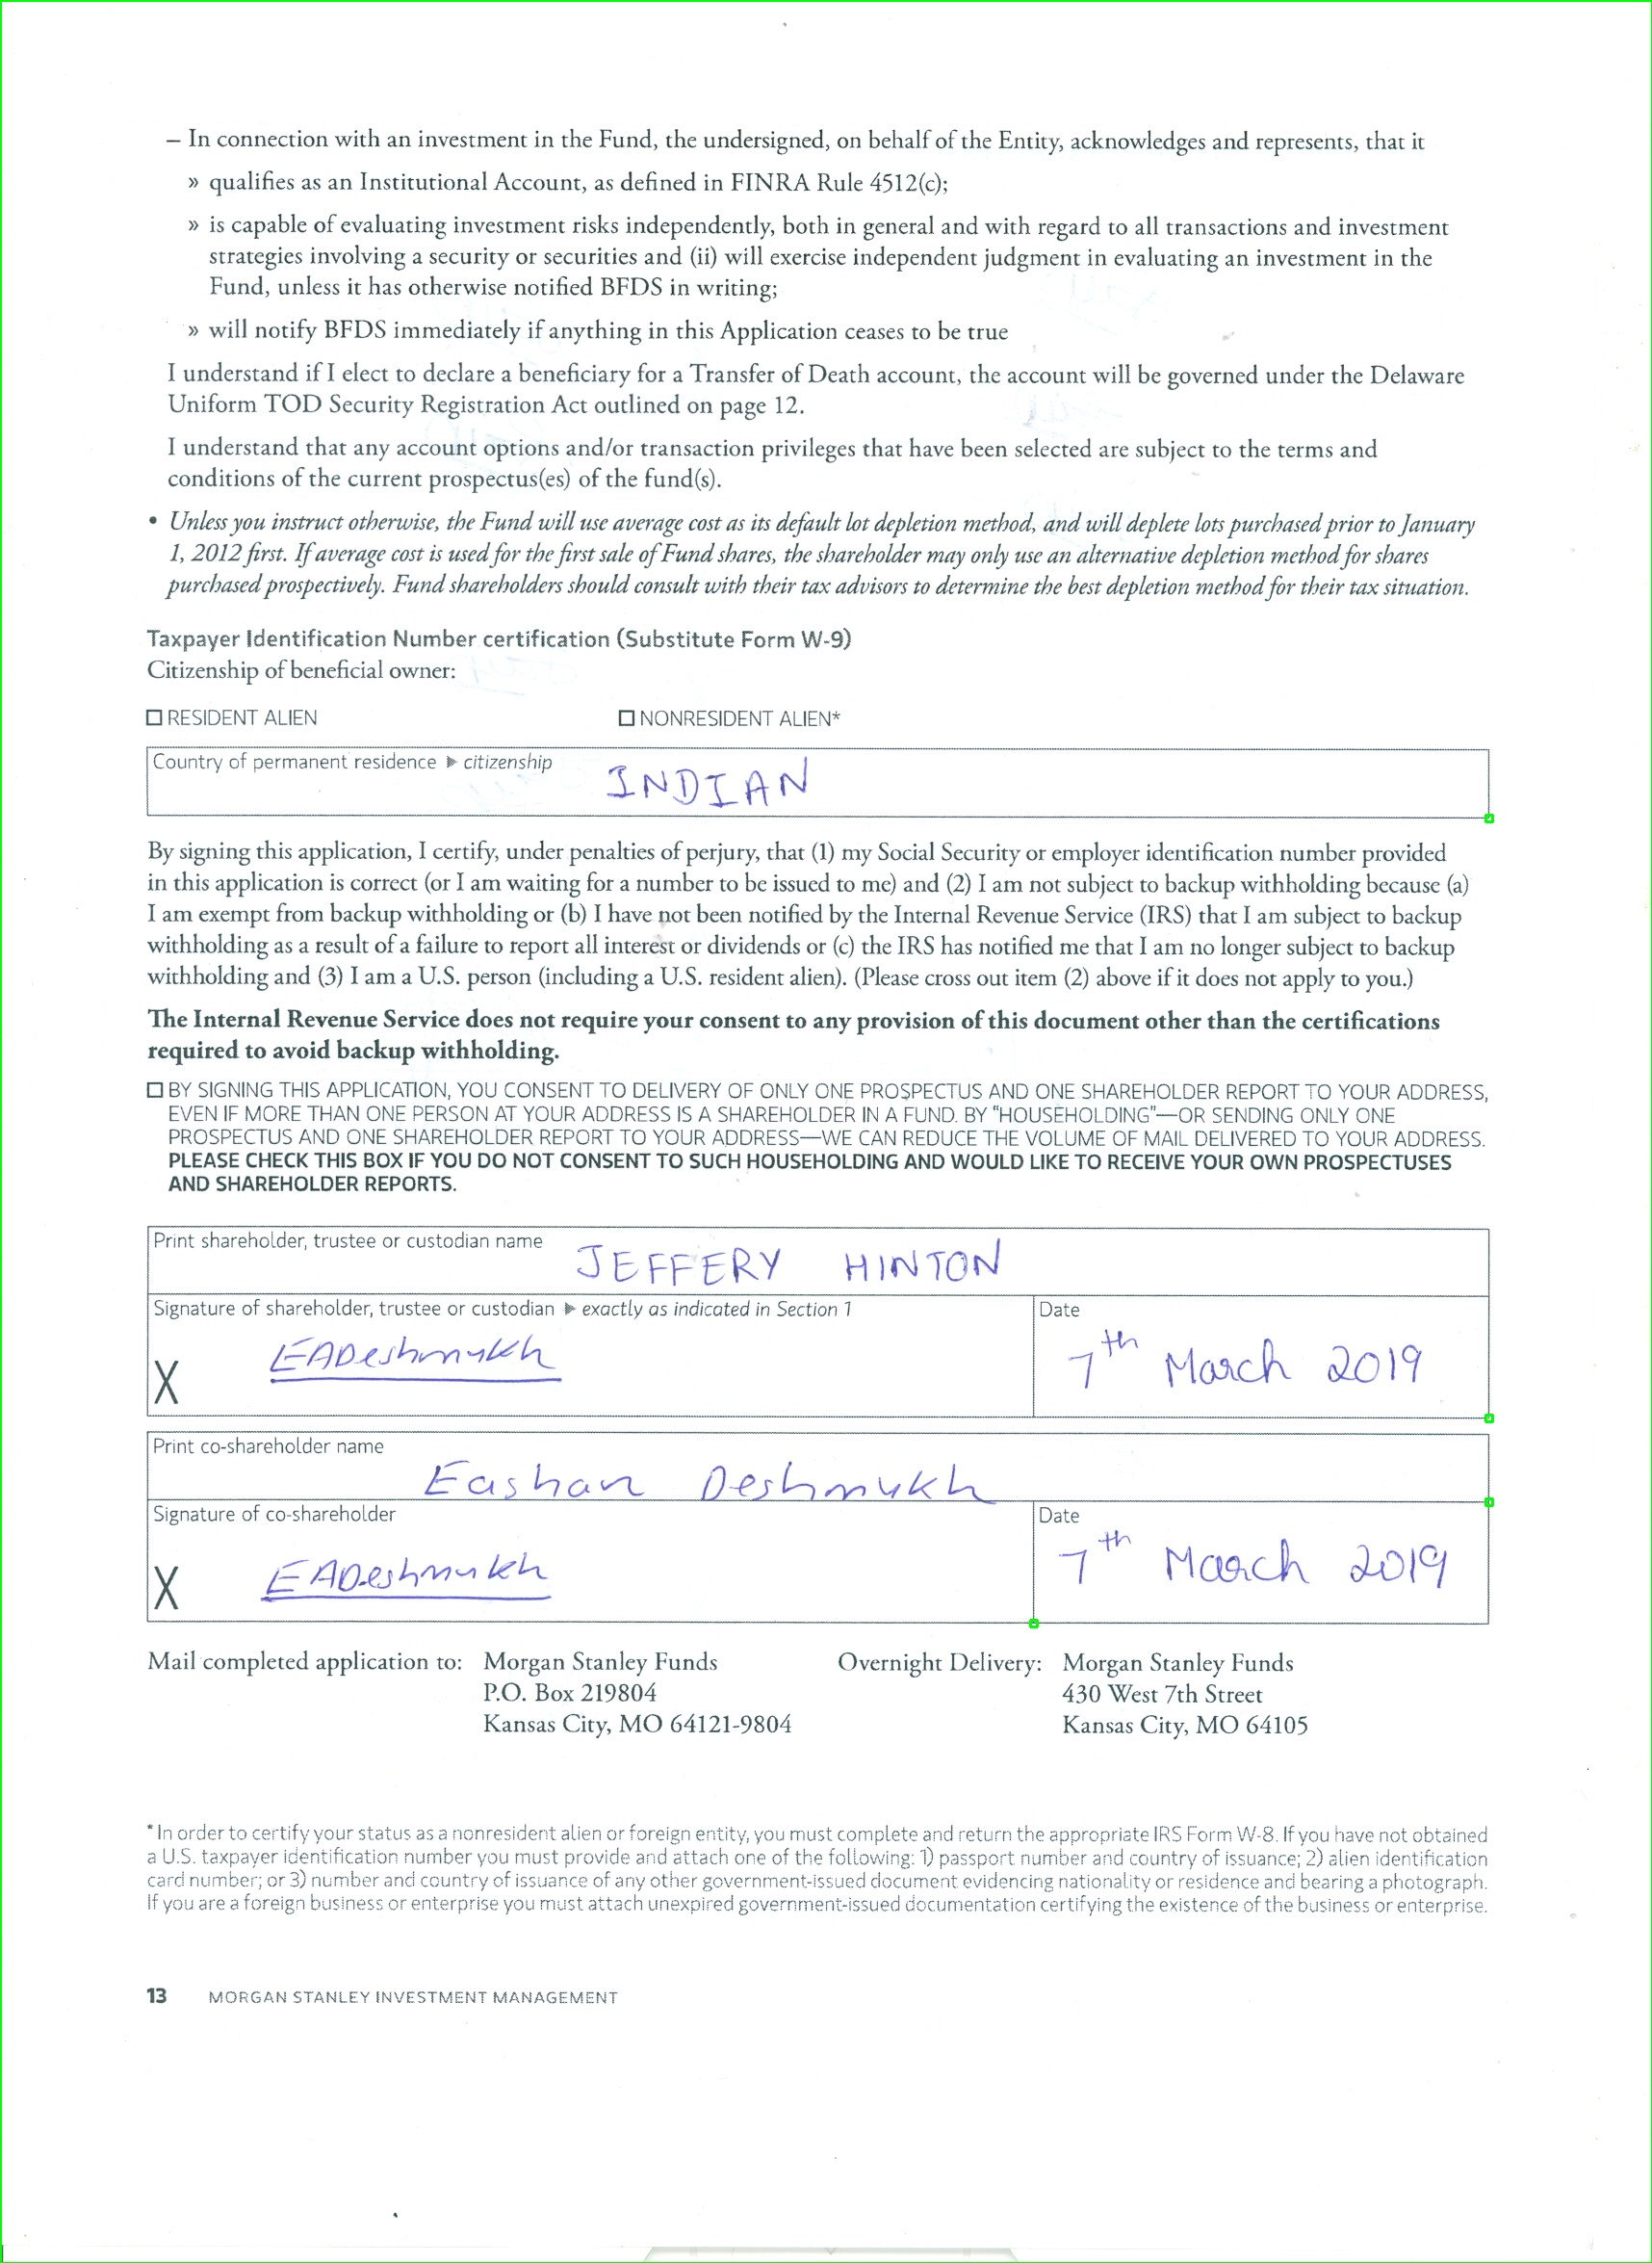 – In connection with an investment in the Fund, the undersigned, on behalf of the Entity, acknowledges and represents, that it
» qualifies as an Institutional Account, as defined in FINRA Rule 4512(c);
» is capable of evaluating investment risks independently, both in general and with regard to all transactions and investment
strategies involving a security or securities and (ii) will exercise independent judgment in evaluating an investment in the
Fund, unless it has otherwise notified BFDS in writing;
» will notify BFDS immediately if anything in this Application ceases to be true
I understand if I elect to declare a beneficiary for a Transfer of Death account, the account will be governed under the Delaware
Uniform TOD Security Registration Act outlined on page 12.
I understand that any account options and/or transaction privileges that have been selected are subject to the terms and
conditions of the current prospectus(es) of the fund(s).
• Unless you instruct otherwise, the Fund will use average cost as its default lot depletion method, and will deplete lots purchased prior to January
1, 2012 first. If average cost is used for the first sale of Fund shares, the shareholder may only use an alternative depletion method for shares
purchased prospectively. Fund shareholders should consult with their tax advisors to determine the best depletion method for their tax situation.
Taxpayer Identification Number certification (Substitute Form W-9)
Citizenship of beneficial owner:
☐ RESIDENT ALIEN ☐ NONRESIDENT ALIEN*
Country of permanent residence ▶ citizenship INDIAN
By signing this application, I certify, under penalties of perjury, that (1) my Social Security or employer identification number provided
in this application is correct (or I am waiting for a number to be issued to me) and (2) I am not subject to backup withholding because (a)
I am exempt from backup withholding or (b) I have not been notified by the Internal Revenue Service (IRS) that I am subject to backup
withholding as a result of a failure to report all interest or dividends or (c) the IRS has notified me that I am no longer subject to backup
withholding and (3) I am a U.S. person (including a U.S. resident alien). (Please cross out item (2) above if it does not apply to you.)
The Internal Revenue Service does not require your consent to any provision of this document other than the certifications
required to avoid backup withholding.
☐ BY SIGNING THIS APPLICATION, YOU CONSENT TO DELIVERY OF ONLY ONE PROSPECTUS AND ONE SHAREHOLDER REPORT TO YOUR ADDRESS,
EVEN IF MORE THAN ONE PERSON AT YOUR ADDRESS IS A SHAREHOLDER IN A FUND. BY "HOUSEHOLDING"—OR SENDING ONLY ONE
PROSPECTUS AND ONE SHAREHOLDER REPORT TO YOUR ADDRESS—WE CAN REDUCE THE VOLUME OF MAIL DELIVERED TO YOUR ADDRESS.
PLEASE CHECK THIS BOX IF YOU DO NOT CONSENT TO SUCH HOUSEHOLDING AND WOULD LIKE TO RECEIVE YOUR OWN PROSPECTUSES
AND SHAREHOLDER REPORTS.
Print shareholder, trustee or custodian name JEFFERY HINTON
Signature of shareholder, trustee or custodian ▶ exactly as indicated in Section 1 Date
X EADeshmukh 7th March 2019
Print co-shareholder name
Eashan Deshmukh
Signature of co-shareholder Date
X EADeshmukh 7th March 2019
Mail completed application to: Morgan Stanley Funds Overnight Delivery: Morgan Stanley Funds
P.O. Box 219804 430 West 7th Street
Kansas City, MO 64121-9804 Kansas City, MO 64105
* In order to certify your status as a nonresident alien or foreign entity, you must complete and return the appropriate IRS Form W-8. If you have not obtained
a U.S. taxpayer identification number you must provide and attach one of the following: 1) passport number and country of issuance; 2) alien identification
card number; or 3) number and country of issuance of any other government-issued document evidencing nationality or residence and bearing a photograph.
If you are a foreign business or enterprise you must attach unexpired government-issued documentation certifying the existence of the business or enterprise.
13 MORGAN STANLEY INVESTMENT MANAGEMENT